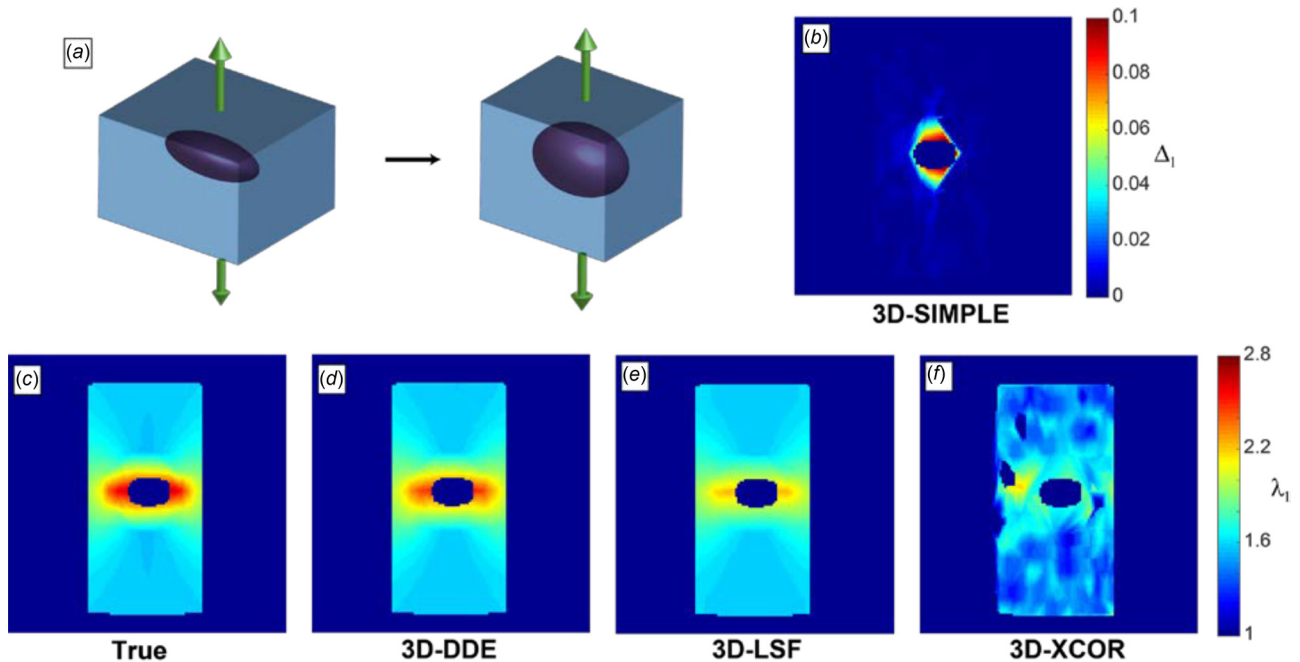 (a)
(b)
0.1
0.08
0.06
0.04
0.02
0
Δ₁
3D-SIMPLE
(c)
(d)
(e)
(f)
2.8
2.2
1.6
1
λ₁
True
3D-DDE
3D-LSF
3D-XCOR